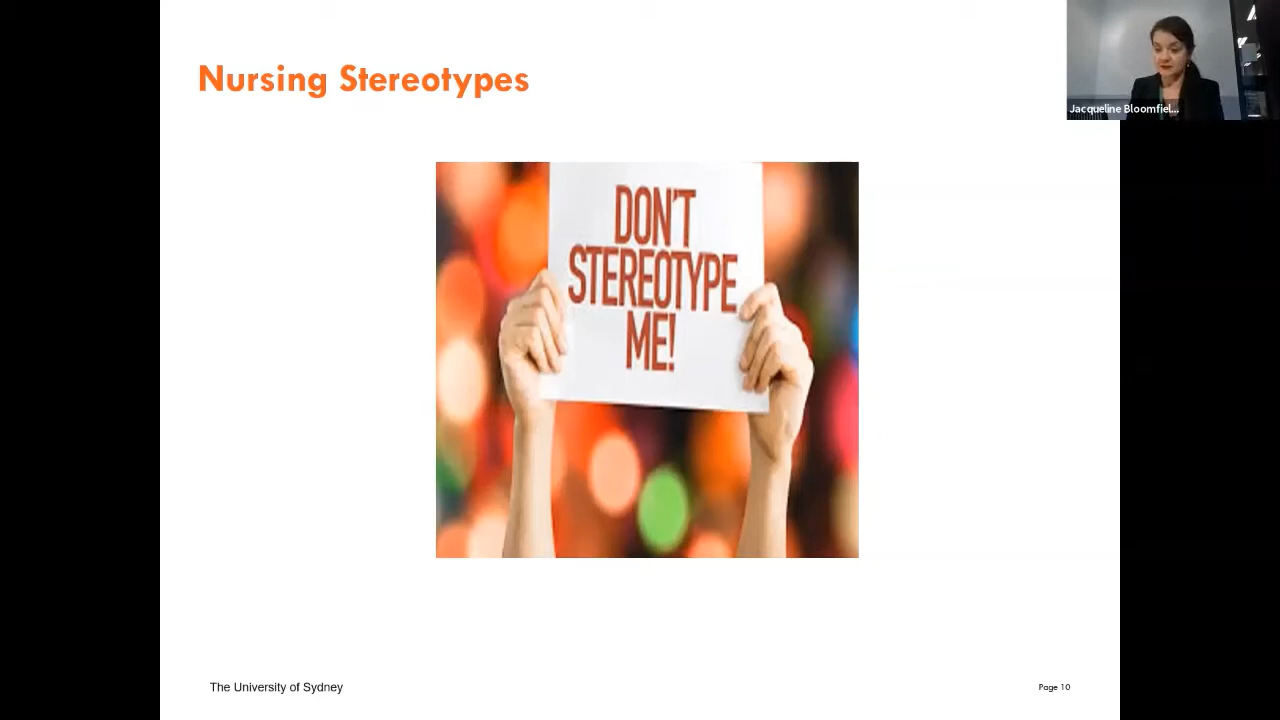 Nursing Stereotypes
Jacqueline Bloomfiel...
DON'T
STEREOTYPE
ME!
The University of Sydney
Page 10